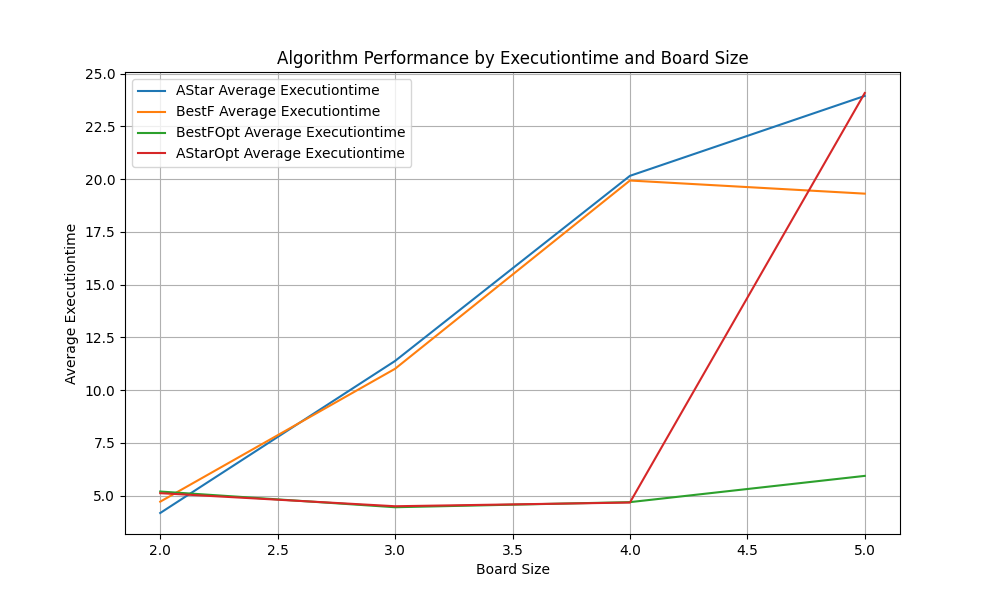 Algorithm Performance by Executiontime and Board Size
AStar Average Executiontime
BestF Average Executiontime
BestFOpt Average Executiontime
AStarOpt Average Executiontime
Average Executiontime
25.0
22.5
20.0
17.5
15.0
12.5
10.0
7.5
5.0
2.0 2.5 3.0 3.5 4.0 4.5 5.0
Board Size